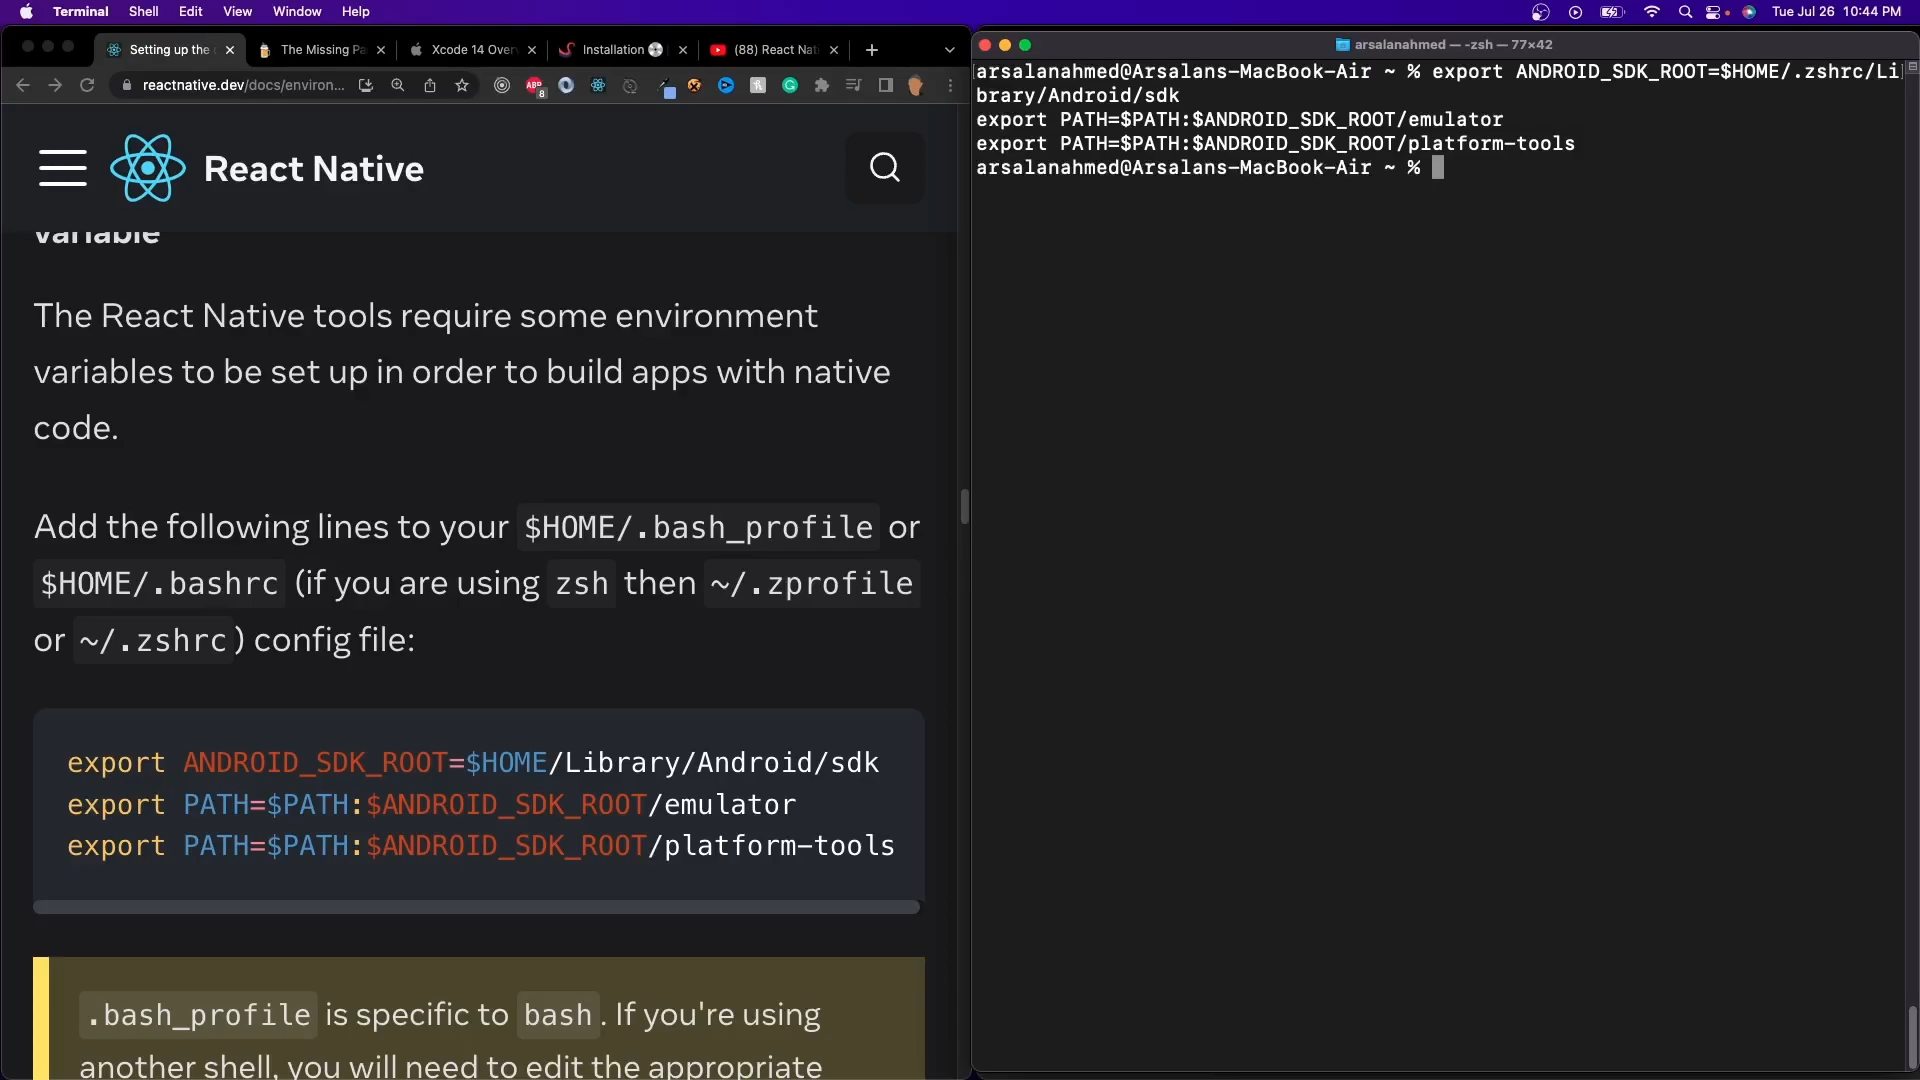 Terminal Shell Edit View Window Help Tue Jul 26 10:44 PM
Setting up the The Missing Pa Xcode 14 Over Installation (88) React Nati
reactnative.dev/docs/environ...
ABP 8
React Native
variable
The React Native tools require some environment
variables to be set up in order to build apps with native
code.
Add the following lines to your $HOME/.bash_profile or
$HOME/.bashrc (if you are using zsh then ~/.zprofile
or ~/.zshrc) config file:
export ANDROID_SDK_ROOT=$HOME/Library/Android/sdk
export PATH=$PATH:$ANDROID_SDK_ROOT/emulator
export PATH=$PATH:$ANDROID_SDK_ROOT/platform-tools
.bash_profile is specific to bash. If you're using
another shell, you will need to edit the appropriate
arsalanahmed — -zsh — 77×42
arsalanahmed@Arsalans-MacBook-Air ~ % export ANDROID_SDK_ROOT=$HOME/.zshrc/Li
brary/Android/sdk
export PATH=$PATH:$ANDROID_SDK_ROOT/emulator
export PATH=$PATH:$ANDROID_SDK_ROOT/platform-tools
arsalanahmed@Arsalans-MacBook-Air ~ %